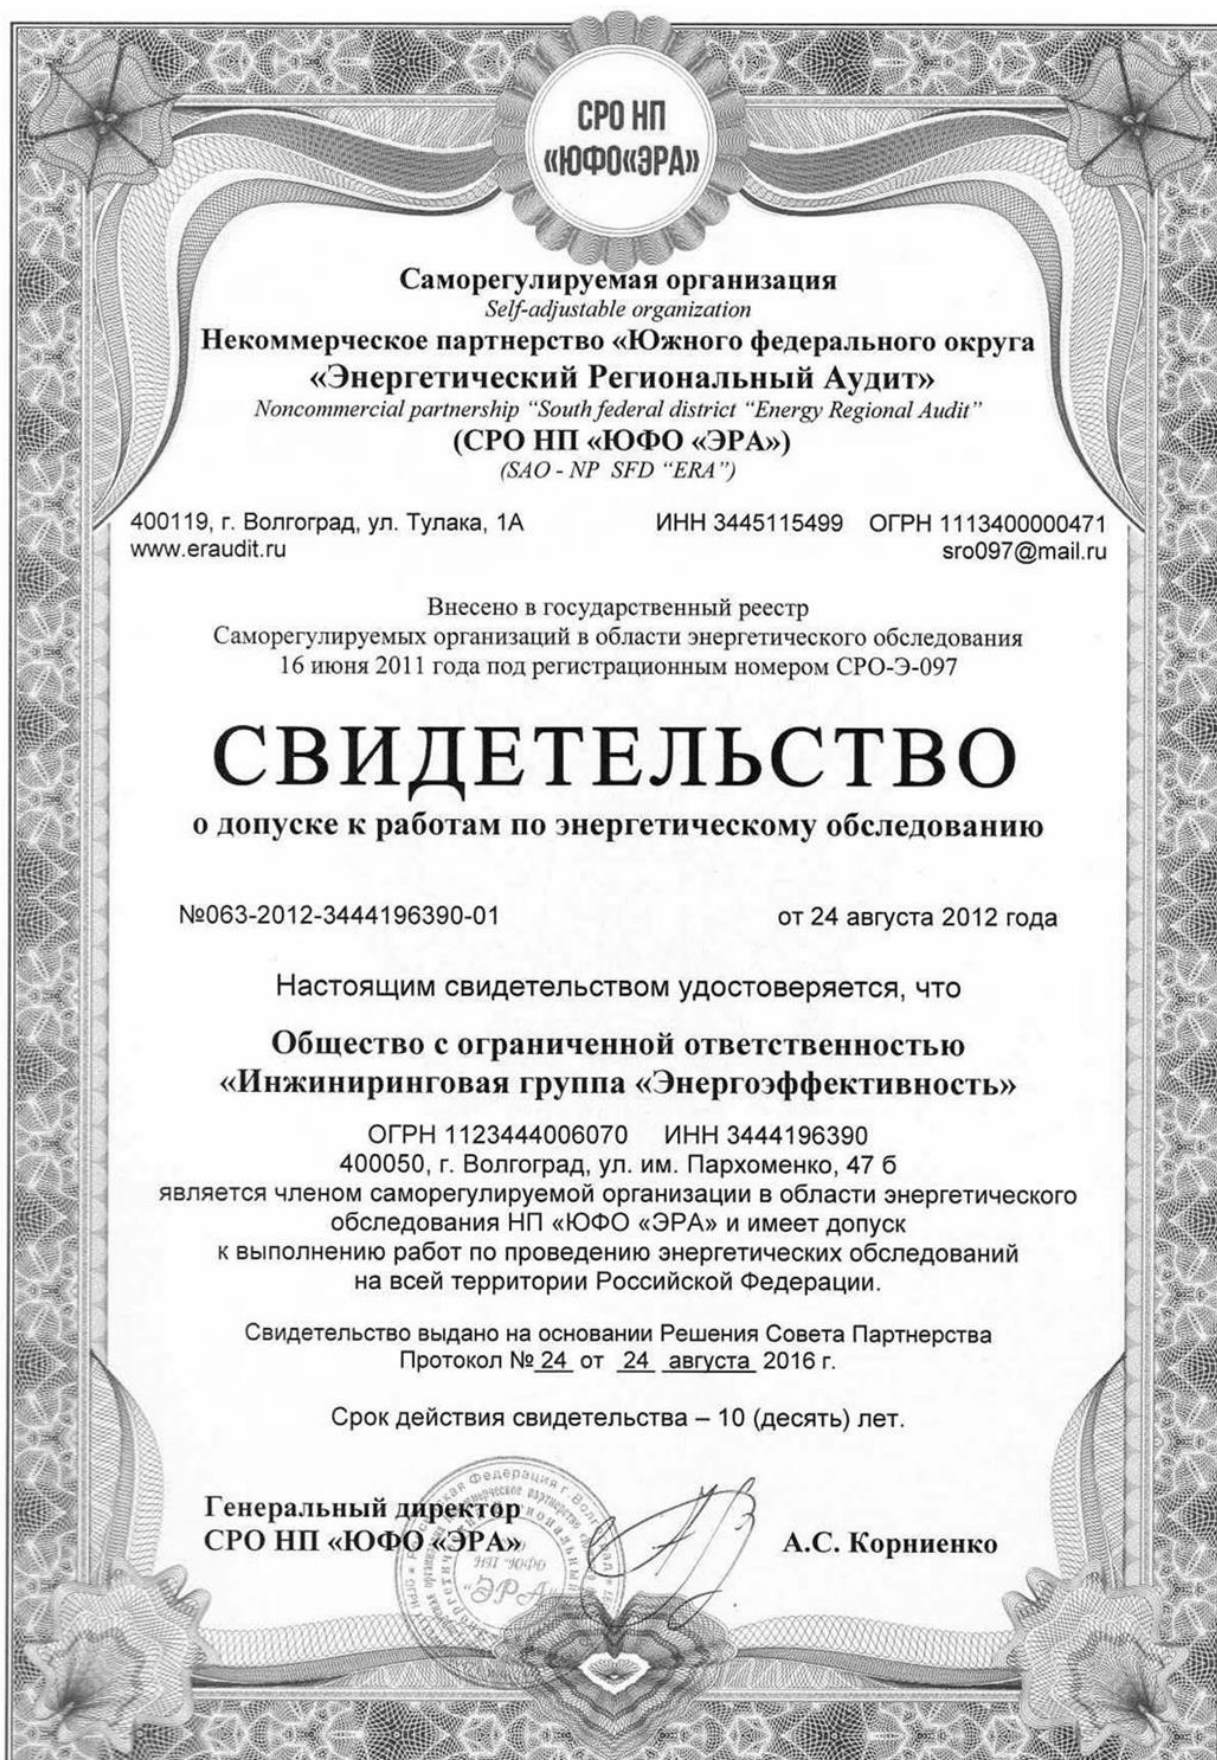 СРО НП
«ЮФО«ЭРА»
Саморегулируемая организация
Self-adjustable organization
Некоммерческое партнерство «Южного федерального округа
«Энергетический Региональный Аудит»
Noncommercial partnership “South federal district “Energy Regional Audit”
(СРО НП «ЮФО «ЭРА»)
(SAO - NP SFD “ERA”)
400119, г. Волгоград, ул. Тулака, 1А ИНН 3445115499 ОГРН 1113400000471
www.eraudit.ru sro097@mail.ru
Внесено в государственный реестр
Саморегулируемых организаций в области энергетического обследования
16 июня 2011 года под регистрационным номером СРО-Э-097
СВИДЕТЕЛЬСТВО
о допуске к работам по энергетическому обследованию
№063-2012-3444196390-01 от 24 августа 2012 года
Настоящим свидетельством удостоверяется, что
Общество с ограниченной ответственностью
«Инжиниринговая группа «Энергоэффективность»
ОГРН 1123444006070 ИНН 3444196390
400050, г. Волгоград, ул. им. Пархоменко, 47 б
является членом саморегулируемой организации в области энергетического
обследования НП «ЮФО «ЭРА» и имеет допуск
к выполнению работ по проведению энергетических обследований
на всей территории Российской Федерации.
Свидетельство выдано на основании Решения Совета Партнерства
Протокол № 24 от 24 августа 2016 г.
Срок действия свидетельства – 10 (десять) лет.
Генеральный директор
СРО НП «ЮФО «ЭРА» А.С. Корниенко
НП "ЮФО
"ЭРА"